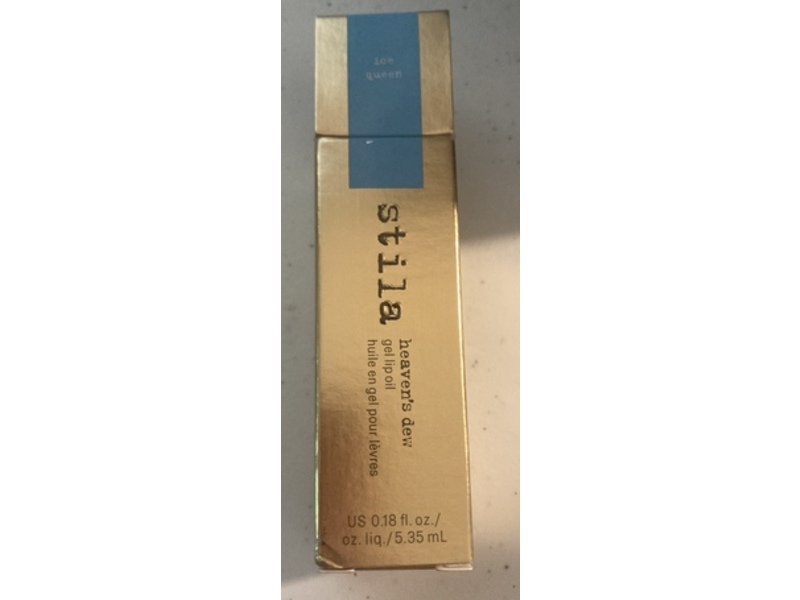 ice
queen
stila
heaven's dew
gel lip oil
huile en gel pour lèvres
US 0.18 fl. oz./
oz. liq./5.35 mL